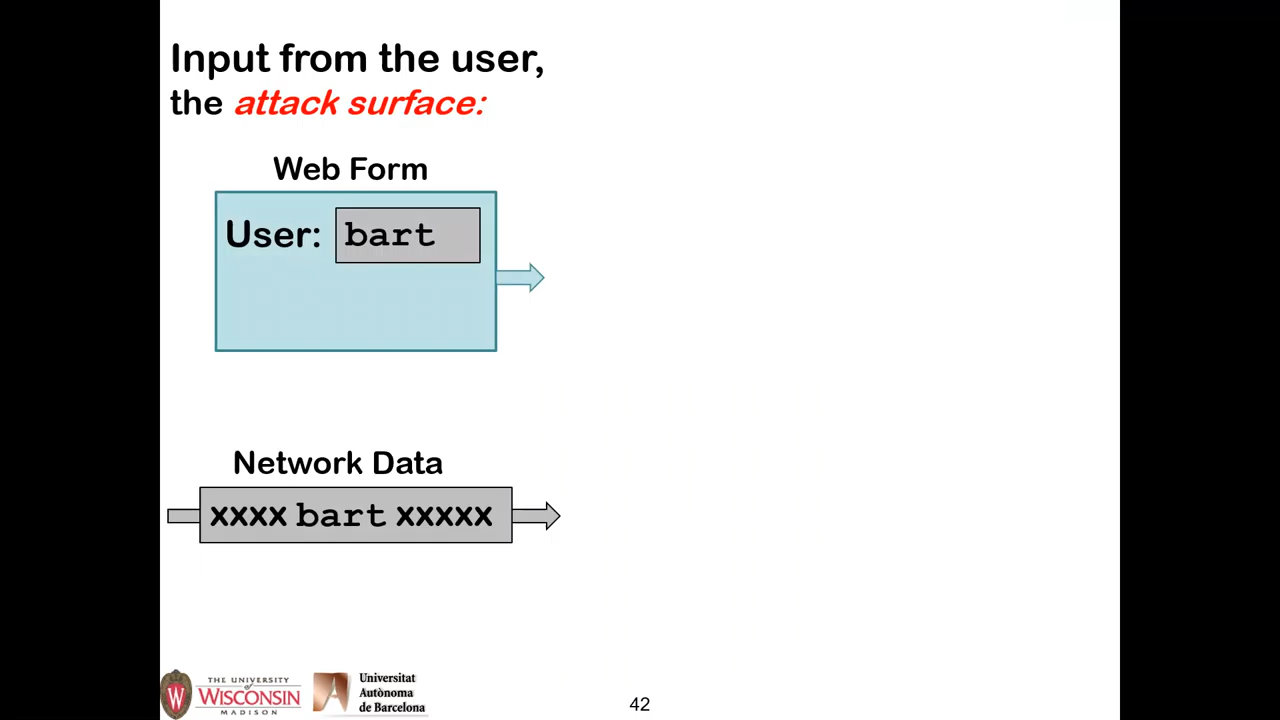 Input from the user,
the attack surface:
Web Form
User: bart
Network Data
xxxx bart xxxxx
THE UNIVERSITY
of
WISCONSIN
MADISON
W
Universitat
Autònoma
de Barcelona
42